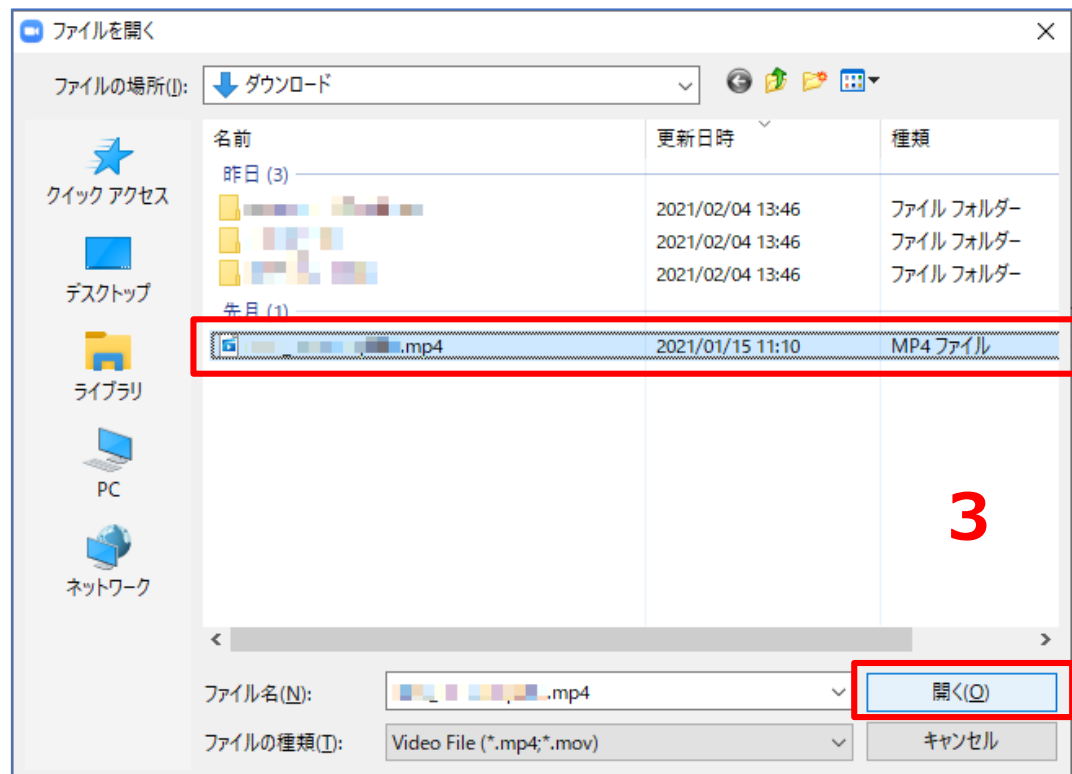 ファイルを開く
ファイルの場所(I): ダウンロード
クイック アクセス
デスクトップ
ライブラリ
PC
ネットワーク
名前 更新日時 種類
昨日 (3)
2021/02/04 13:46 ファイル フォルダー
2021/02/04 13:46 ファイル フォルダー
2021/02/04 13:46 ファイル フォルダー
先月 (1)
.mp4 2021/01/15 11:10 MP4 ファイル
3
ファイル名(N): .mp4 開く(O)
ファイルの種類(T): Video File (*.mp4;*.mov) キャンセル